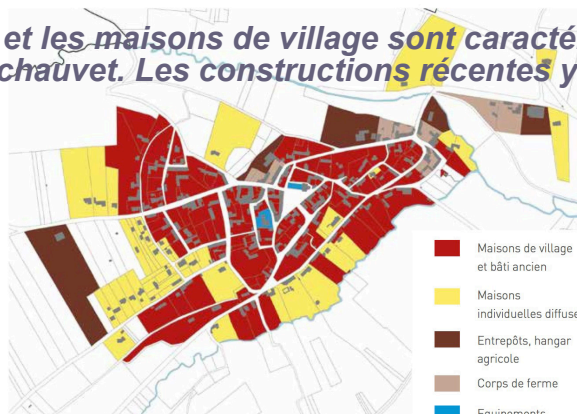 et les maisons de village sont caracté
chauvet. Les constructions récentes y
Maisons de village
et bâti ancien
Maisons
individuelles diffuse
Entrepôts, hangar
agricole
Corps de ferme
Equipements